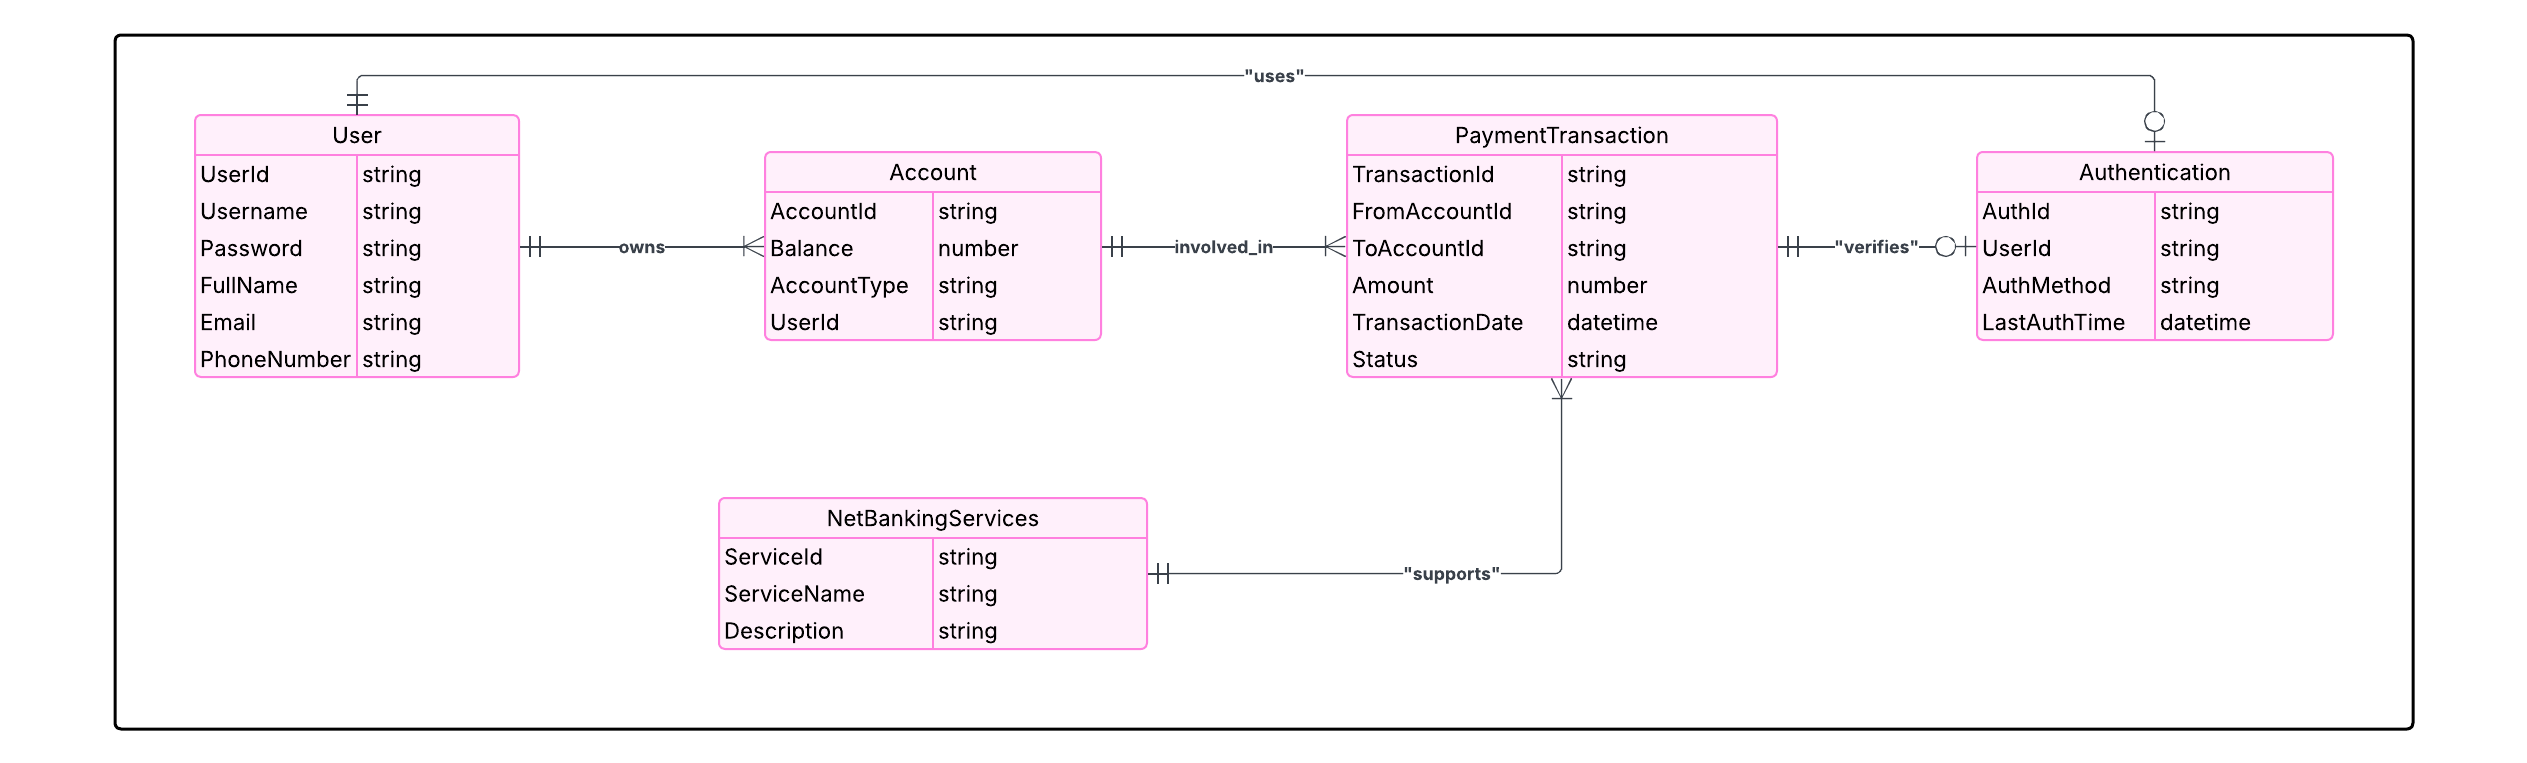 "uses"
User
UserId string
Username string
Password string
FullName string
Email string
PhoneNumber string
owns
Account
AccountId string
Balance number
AccountType string
UserId string
involved_in
PaymentTransaction
TransactionId string
FromAccountId string
ToAccountId string
Amount number
TransactionDate datetime
Status string
"verifies"
Authentication
AuthId string
UserId string
AuthMethod string
LastAuthTime datetime
NetBankingServices
ServiceId string
ServiceName string
Description string
"supports"